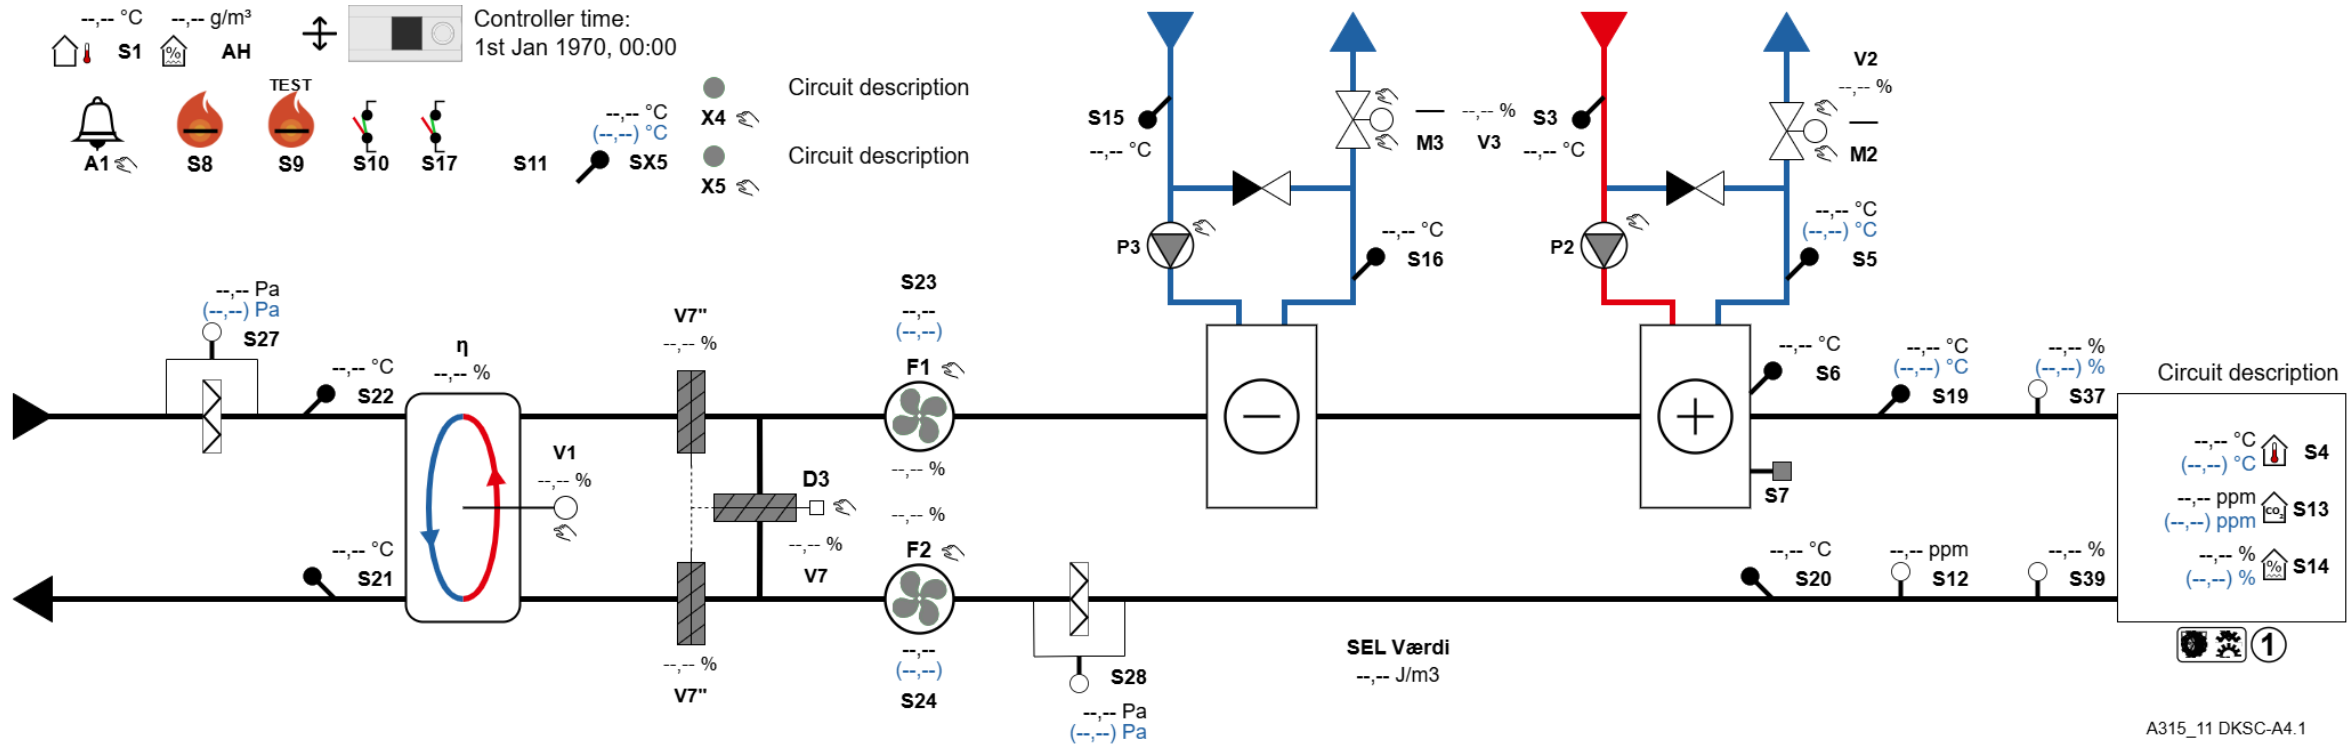 --,-- °C
--,-- g/m³
S1
%
AH
Controller time:
1st Jan 1970, 00:00
TEST
A1
S8
S9
S10
S17
S11
--,-- °C
(--,--) °C
SX5
X4
Circuit description
X5
Circuit description
S15
--,-- °C
M3
--,-- %
V3
S3
--,-- °C
V2
--,-- %
M2
P3
--,-- °C
S16
P2
--,-- °C
(--,--) °C
S5
--,-- Pa
(--,--) Pa
S27
--,-- °C
S22
η
--,-- %
V7"
--,-- %
S23
--,--
(--,--)
F1
--,-- %
V1
--,-- %
D3
--,-- %
V7
--,-- %
F2
--,--
(--,--)
S24
--,-- °C
S21
--,-- %
V7"
--,-- °C
S6
S7
--,-- °C
(--,--) °C
S19
--,-- %
(--,--) %
S37
Circuit description
--,-- °C
(--,--) °C
S4
--,-- ppm
(--,--) ppm
CO₂
S13
--,-- %
(--,--) %
%
S14
--,-- °C
S20
--,-- ppm
S12
--,-- %
S39
S28
--,-- Pa
(--,--) Pa
SEL Værdi
--,-- J/m3
1
A315_11 DKSC-A4.1